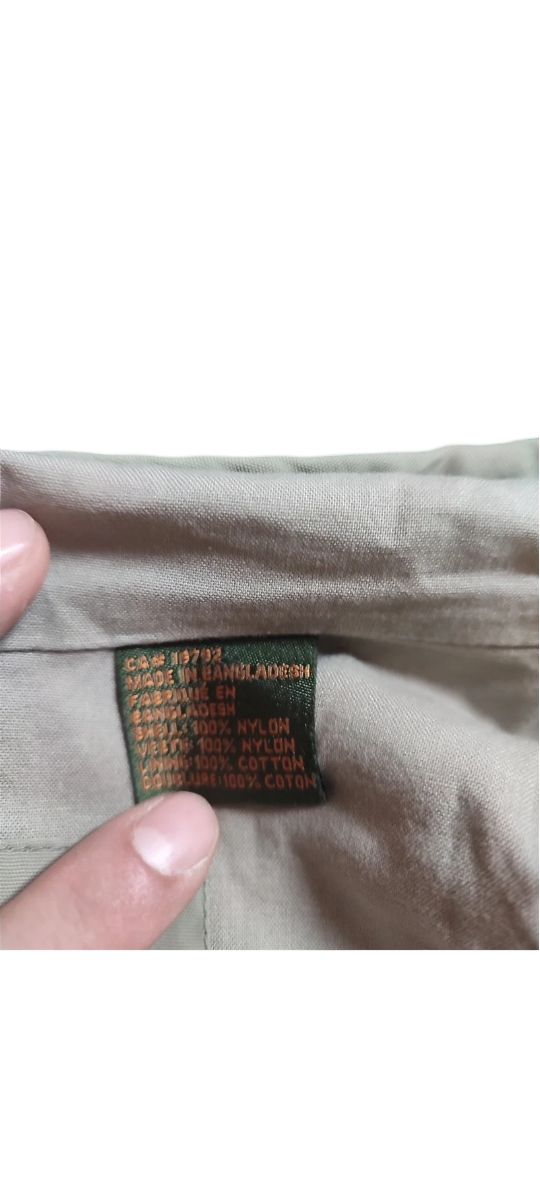 CA# 19792
MADE IN BANGLADESH
FABRIQUE EN
BANGLADESH
SHELL: 100% NYLON
VESTE: 100% NYLON
LINING: 100% COTTON
DOUBLURE: 100% COTON